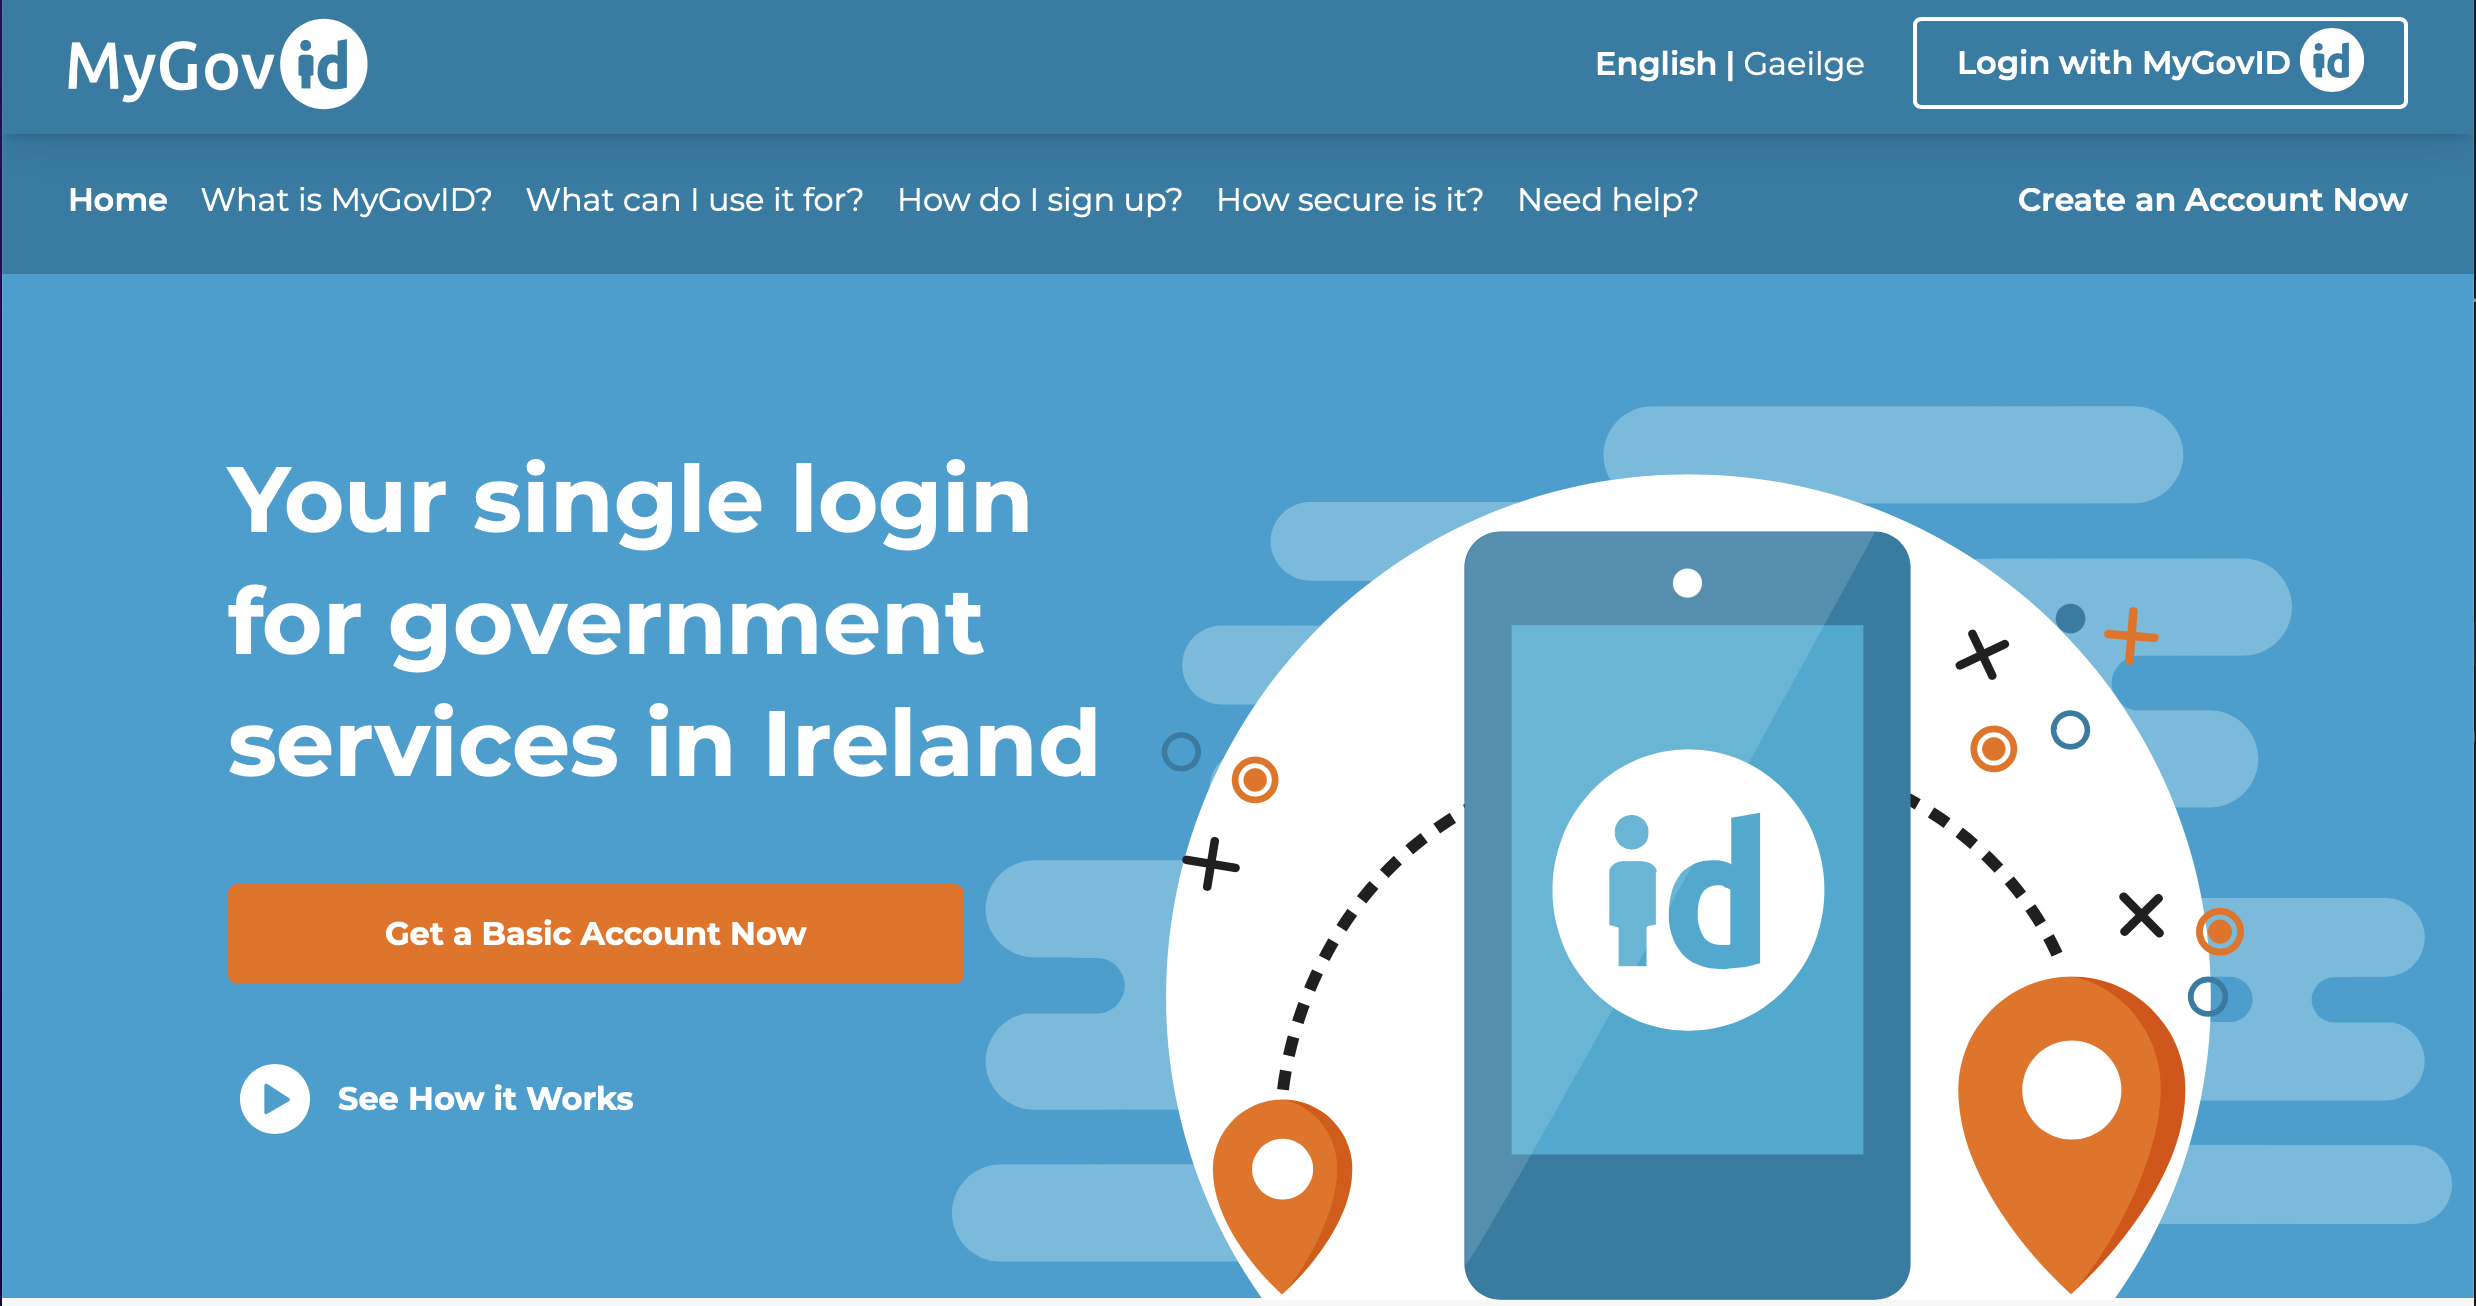 MyGovid
English | Gaeilge
Login with MyGovID id
Home What is MyGovID? What can I use it for? How do I sign up? How secure is it? Need help? Create an Account Now
Your single login
for government
services in Ireland
Get a Basic Account Now
See How it Works
id